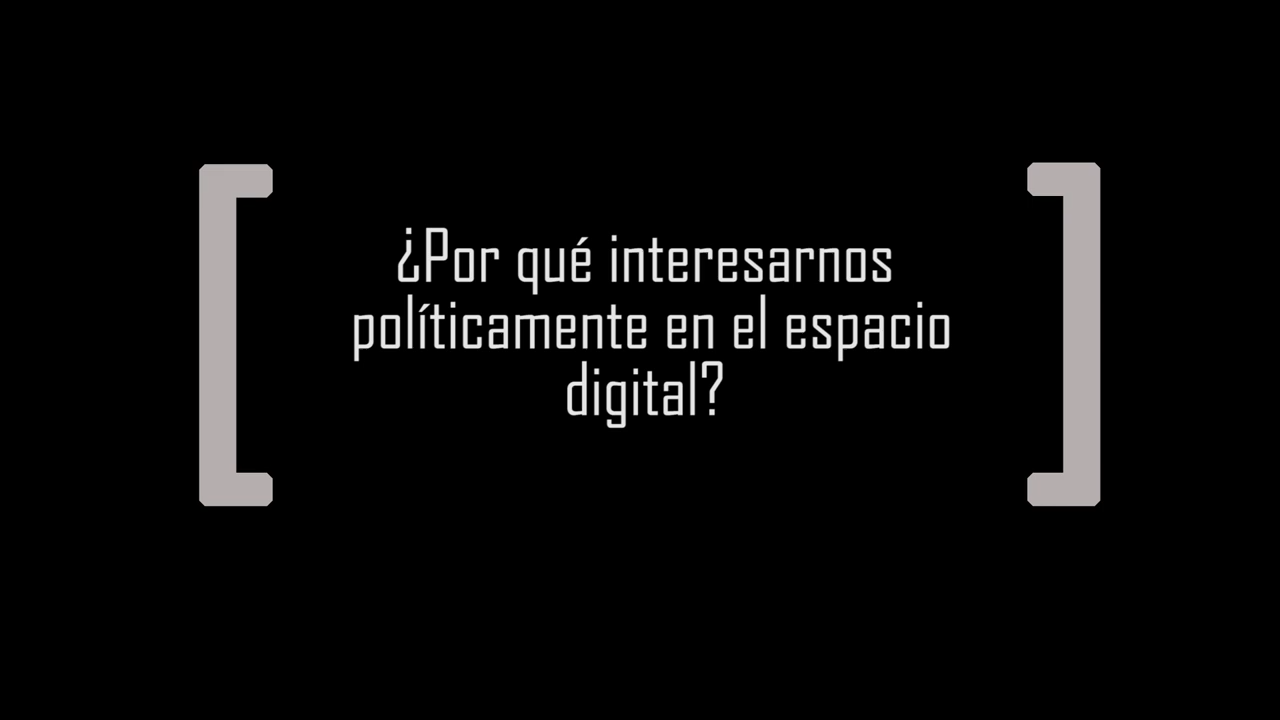 ¿Por qué interesarnos
políticamente en el espacio
digital?